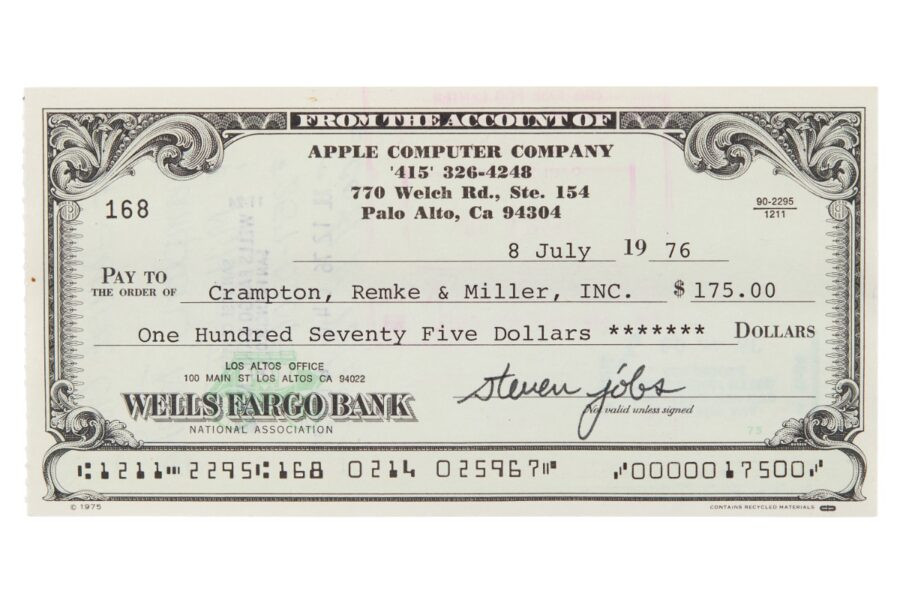 FROM THE ACCOUNT OF
APPLE COMPUTER COMPANY
'415' 326-4248
770 Welch Rd., Ste. 154
Palo Alto, Ca 94304
168
90-2295
1211
8 July 19 76
PAY TO
THE ORDER OF Crampton, Remke & Miller, INC. $ 175.00
One Hundred Seventy Five Dollars ******* DOLLARS
LOS ALTOS OFFICE
100 MAIN ST LOS ALTOS CA 94022
WELLS FARGO BANK
NATIONAL ASSOCIATION
steven jobs
Not valid unless signed
73
⑆1211⑉2295⑆168 0214 025967⑈ ⑇0000017500⑇
© 1975
CONTAINS RECYCLED MATERIALS